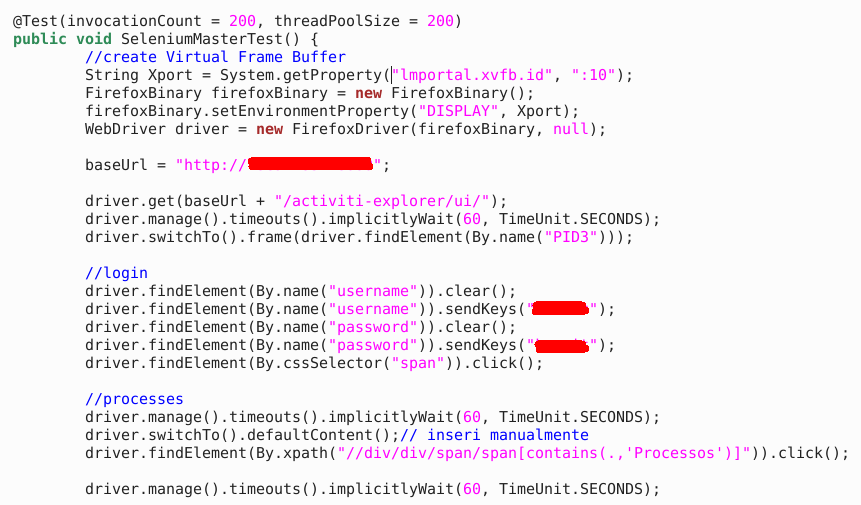 @Test(invocationCount = 200, threadPoolSize = 200)
public void SeleniumMasterTest() {
//create Virtual Frame Buffer
String Xport = System.getProperty("lmportal.xvfb.id", ":10");
FirefoxBinary firefoxBinary = new FirefoxBinary();
firefoxBinary.setEnvironmentProperty("DISPLAY", Xport);
WebDriver driver = new FirefoxDriver(firefoxBinary, null);
baseUrl = "http://";
driver.get(baseUrl + "/activiti-explorer/ui/");
driver.manage().timeouts().implicitlyWait(60, TimeUnit.SECONDS);
driver.switchTo().frame(driver.findElement(By.name("PID3")));
//login
driver.findElement(By.name("username")).clear();
driver.findElement(By.name("username")).sendKeys("");
driver.findElement(By.name("password")).clear();
driver.findElement(By.name("password")).sendKeys("");
driver.findElement(By.cssSelector("span")).click();
//processes
driver.manage().timeouts().implicitlyWait(60, TimeUnit.SECONDS);
driver.switchTo().defaultContent();// inseri manualmente
driver.findElement(By.xpath("//div/div/span/span[contains(.,'Processos')]")).click();
driver.manage().timeouts().implicitlyWait(60, TimeUnit.SECONDS);